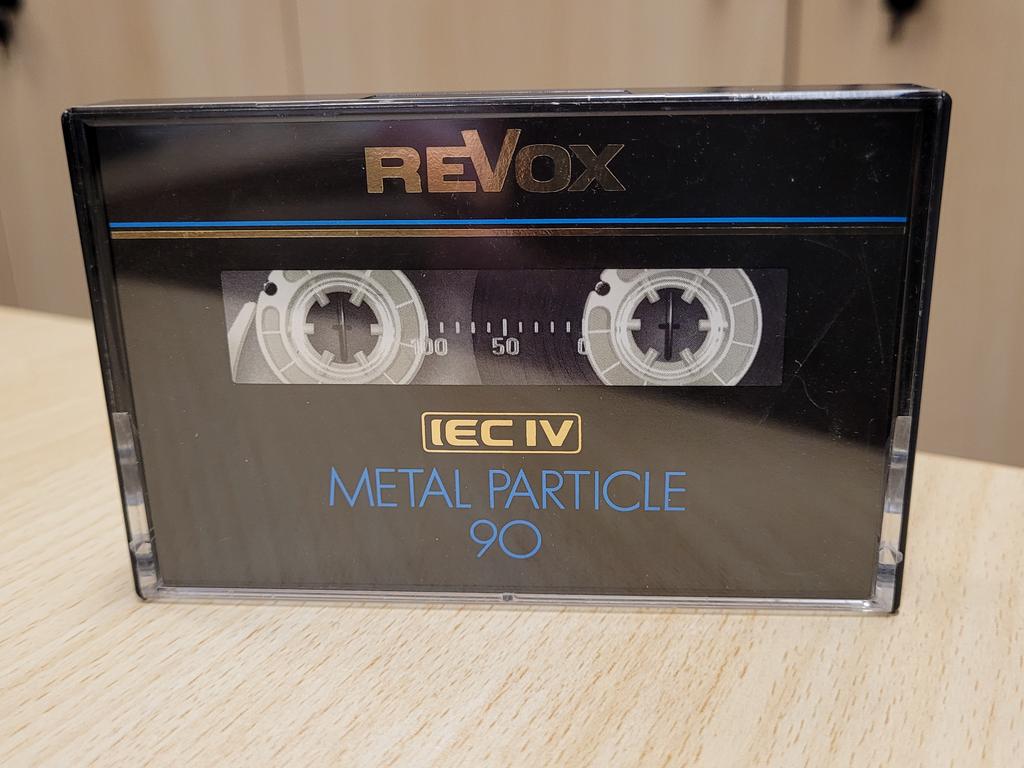 REVOX
100 50 0
IEC IV
METAL PARTICLE
90